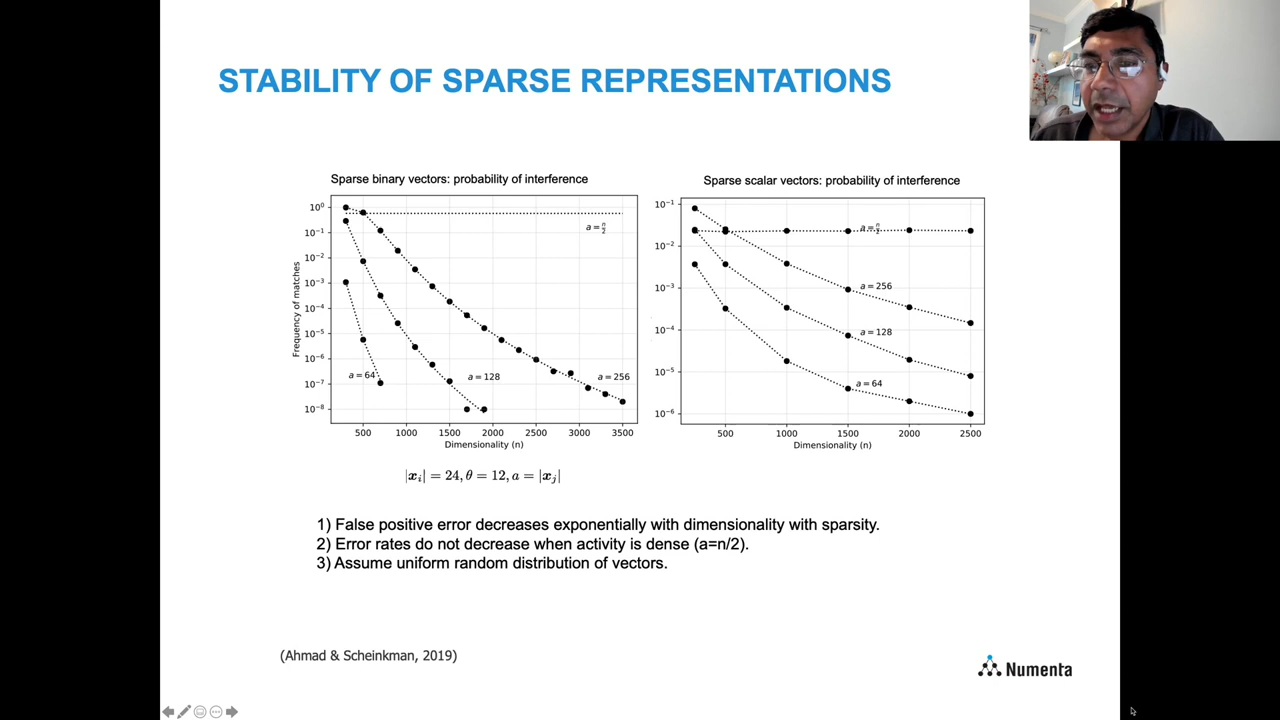 STABILITY OF SPARSE REPRESENTATIONS
Sparse binary vectors: probability of interference
Frequency of matches
10⁰
10⁻¹
10⁻²
10⁻³
10⁻⁴
10⁻⁵
10⁻⁶
10⁻⁷
10⁻⁸
a = n/2
a = 64
a = 128
a = 256
500 1000 1500 2000 2500 3000 3500
Dimensionality (n)
Sparse scalar vectors: probability of interference
10⁻¹
10⁻²
10⁻³
10⁻⁴
10⁻⁵
10⁻⁶
a = n/2
a = 256
a = 128
a = 64
500 1000 1500 2000 2500
Dimensionality (n)
|xᵢ| = 24, θ = 12, a = |xⱼ|
1) False positive error decreases exponentially with dimensionality with sparsity.
2) Error rates do not decrease when activity is dense (a=n/2).
3) Assume uniform random distribution of vectors.
(Ahmad & Scheinkman, 2019)
Numenta